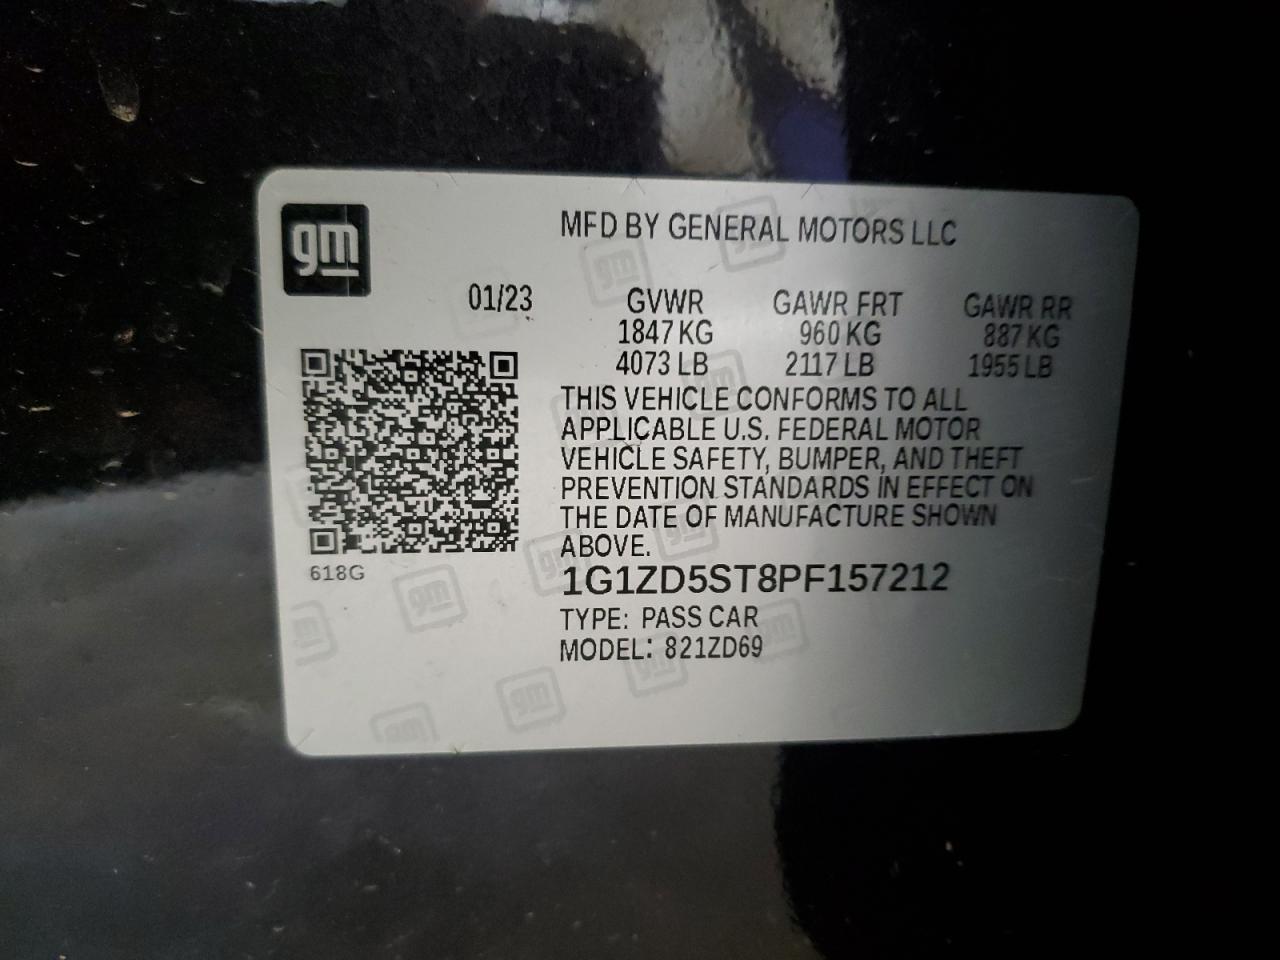 gm
MFD BY GENERAL MOTORS LLC
01/23 GVWR GAWR FRT GAWR RR
1847 KG 960 KG 887 KG
4073 LB 2117 LB 1955 LB
THIS VEHICLE CONFORMS TO ALL
APPLICABLE U.S. FEDERAL MOTOR
VEHICLE SAFETY, BUMPER, AND THEFT
PREVENTION STANDARDS IN EFFECT ON
THE DATE OF MANUFACTURE SHOWN
ABOVE.
618G
1G1ZD5ST8PF157212
TYPE: PASS CAR
MODEL: 821ZD69